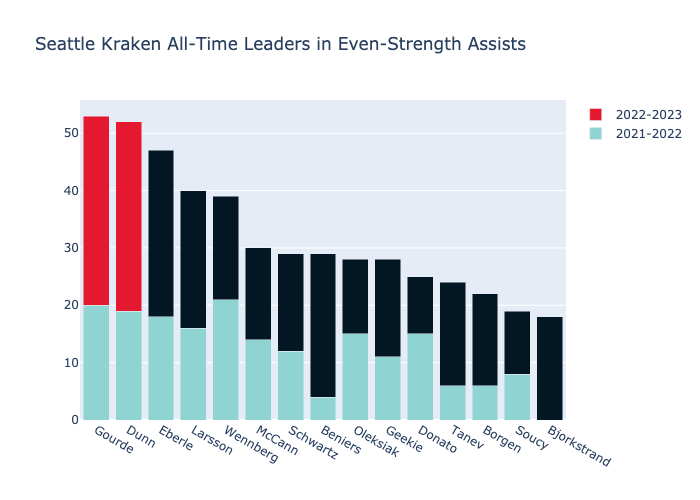 Seattle Kraken All-Time Leaders in Even-Strength Assists
2022-2023
2021-2022
50
40
30
20
10
0
Gourde
Dunn
Eberle
Larsson
Wennberg
McCann
Schwartz
Beniers
Oleksiak
Geekie
Donato
Tanev
Borgen
Soucy
Bjorkstrand